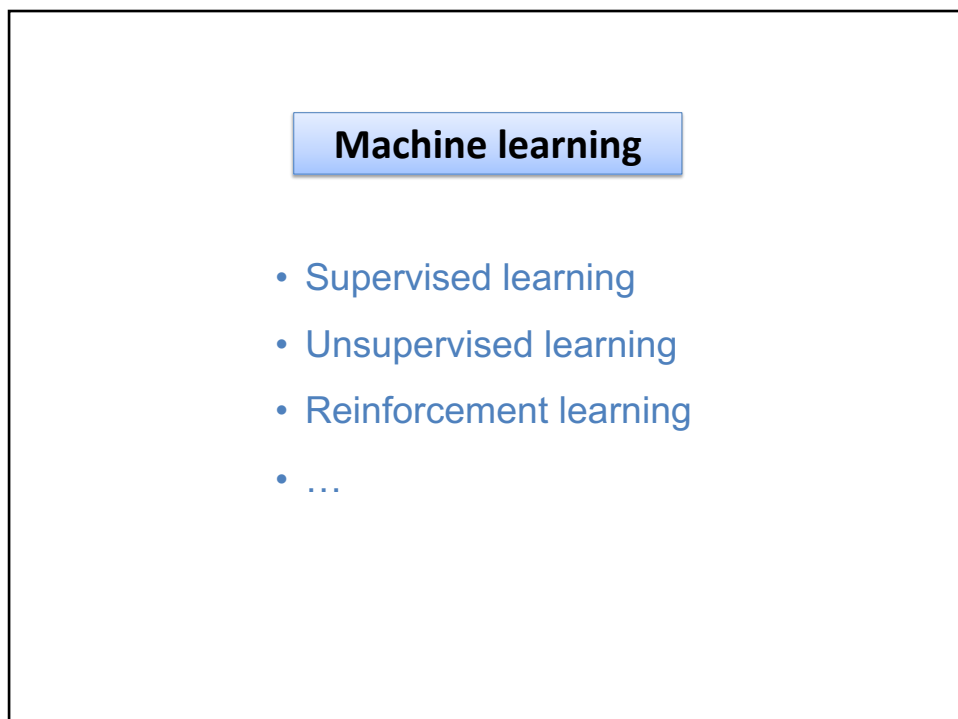 Machine learning
• Supervised learning
• Unsupervised learning
• Reinforcement learning
• …